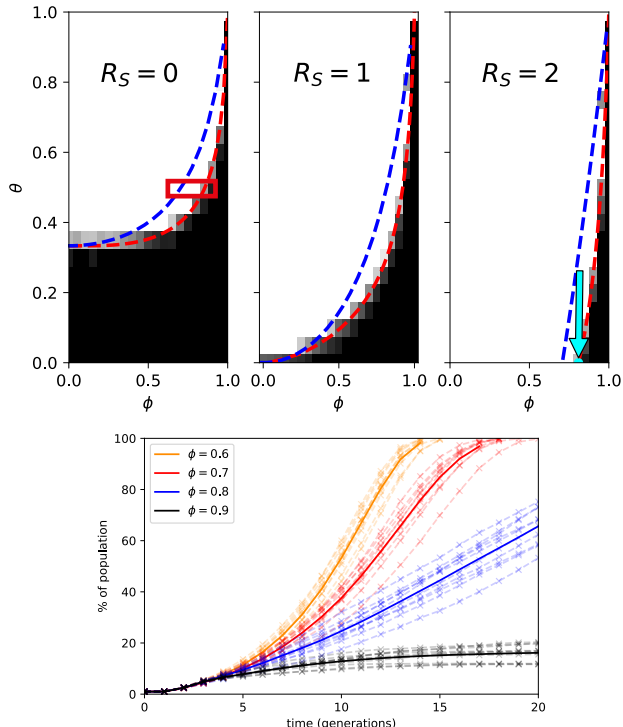 R_S = 0 R_S = 1 R_S = 2
1.0
0.8
0.6
θ
0.4
0.2
0.0
0.0 0.5 1.0 0.0 0.5 1.0 0.0 0.5 1.0
ϕ ϕ ϕ
100
80
60
40
20
0
% of population
ϕ = 0.6
ϕ = 0.7
ϕ = 0.8
ϕ = 0.9
0 5 10 15 20
time (generations)